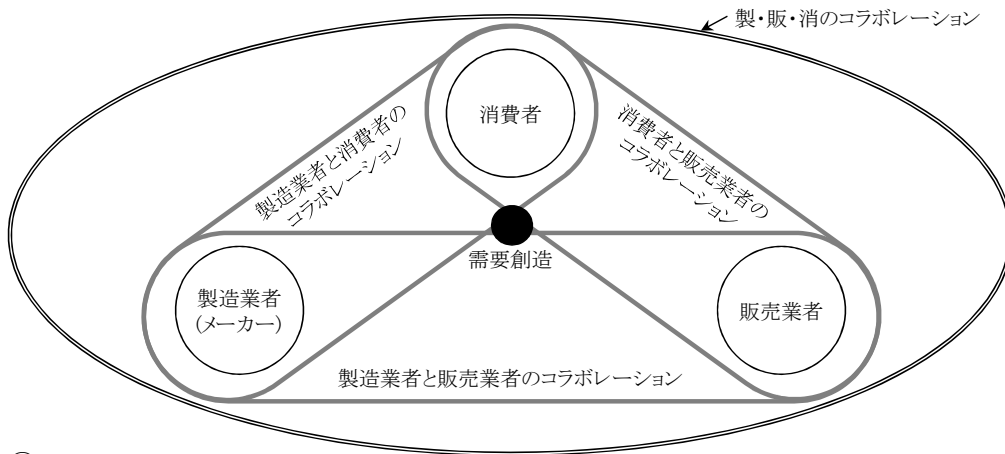 製・販・消のコラボレーション
消費者
製造業者と消費者の
コラボレーション
消費者と販売業者の
コラボレーション
需要創造
製造業者
(メーカー)
販売業者
製造業者と販売業者のコラボレーション